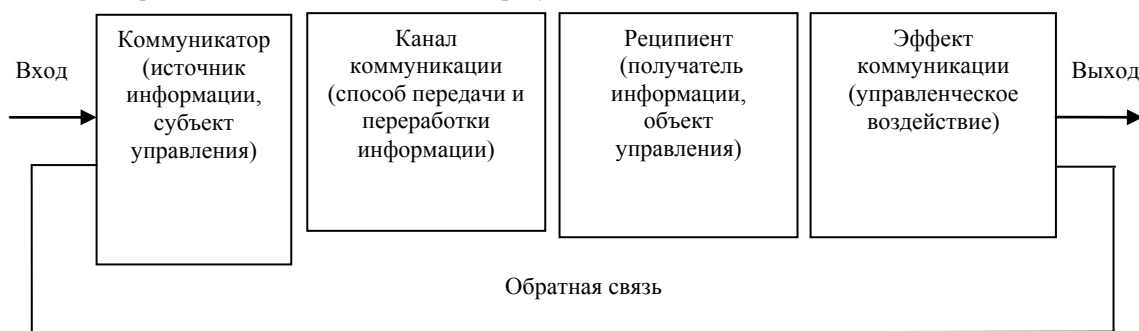 Вход
Коммуникатор
(источник
информации,
субъект
управления)
Канал
коммуникации
(способ передачи и
переработки
информации)
Реципиент
(получатель
информации,
объект
управления)
Эффект
коммуникации
(управленческое
воздействие)
Выход
Обратная связь